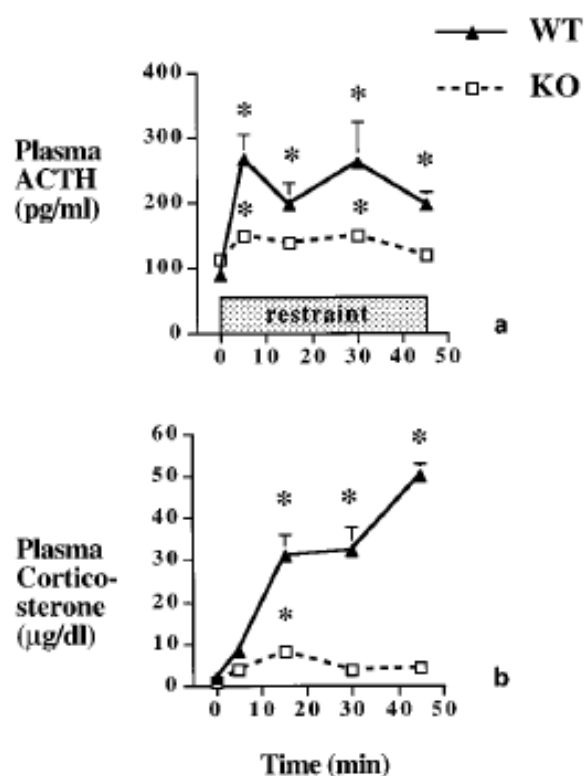 WT
KO
Plasma
ACTH
(pg/ml)
400
300
200
100
0
* * * * * *
restraint
a
0 10 20 30 40 50
Plasma
Cortico-
sterone
(μg/dl)
60
50
40
30
20
10
0
* * * *
b
0 10 20 30 40 50
Time (min)